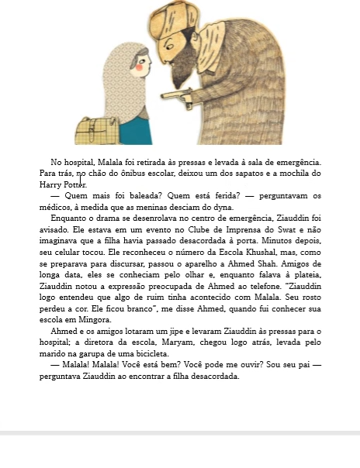 No hospital, Malala foi retirada às pressas e levada à sala de emergência.
Para trás, no chão do ônibus escolar, deixou um dos sapatos e a mochila do
Harry Potter.
— Quem mais foi baleada? Quem está ferida? — perguntavam os
médicos, à medida que as meninas desciam do dyna.
Enquanto o drama se desenrolava no centro de emergência, Ziauddin foi
avisado. Ele estava em um evento no Clube de Imprensa do Swat e não
imaginava que a filha havia passado desacordada à porta. Minutos depois,
seu celular tocou. Ele reconheceu o número da Escola Khushal, mas, como
se preparava para discursar, passou o aparelho a Ahmed Shah. Amigos de
longa data, eles se conheciam pelo olhar e, enquanto falava à plateia,
Ziauddin notou a expressão preocupada de Ahmed ao telefone. "Ziauddin
logo entendeu que algo de ruim tinha acontecido com Malala. Seu rosto
perdeu a cor. Ele ficou branco", me disse Ahmed, quando fui conhecer sua
escola em Mingora.
Ahmed e os amigos lotaram um jipe e levaram Ziauddin às pressas para o
hospital; a diretora da escola, Maryam, chegou logo atrás, levada pelo
marido na garupa de uma bicicleta.
— Malala! Malala! Você está bem? Você pode me ouvir? Sou seu pai —
perguntava Ziauddin ao encontrar a filha desacordada.